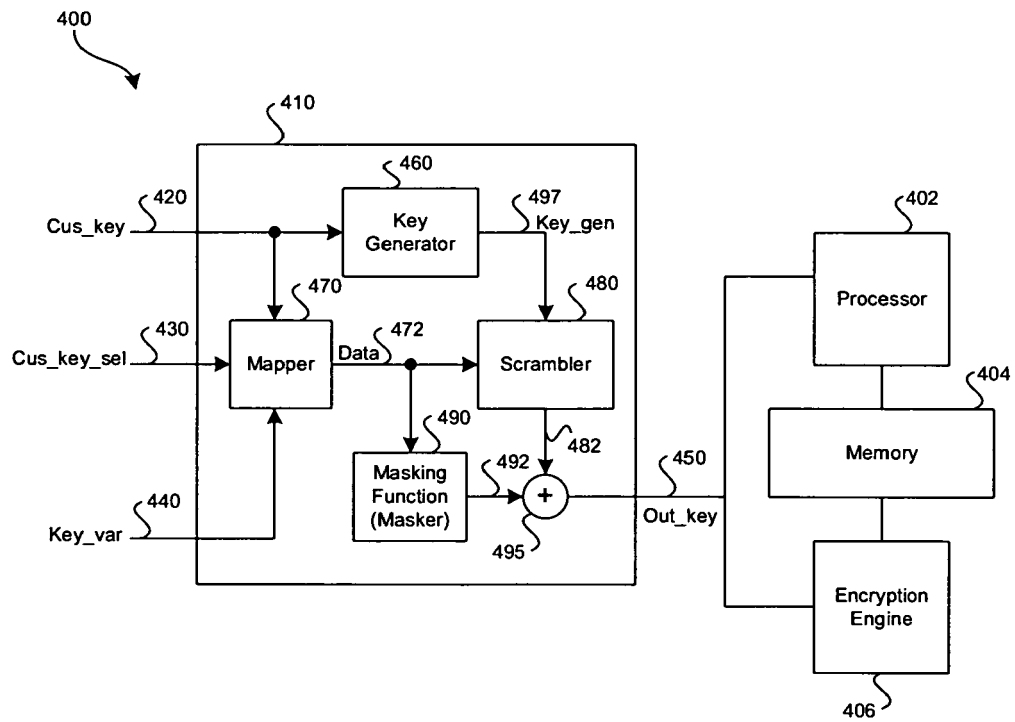 400
410
460
420
497
402
Cus_key
Key
Generator
Key_gen
470
480
Processor
430
472
404
Cus_key_sel
Mapper
Data
Scrambler
490
482
450
Memory
Masking
Function
(Masker)
492
+
440
495
Out_key
Key_var
Encryption
Engine
406